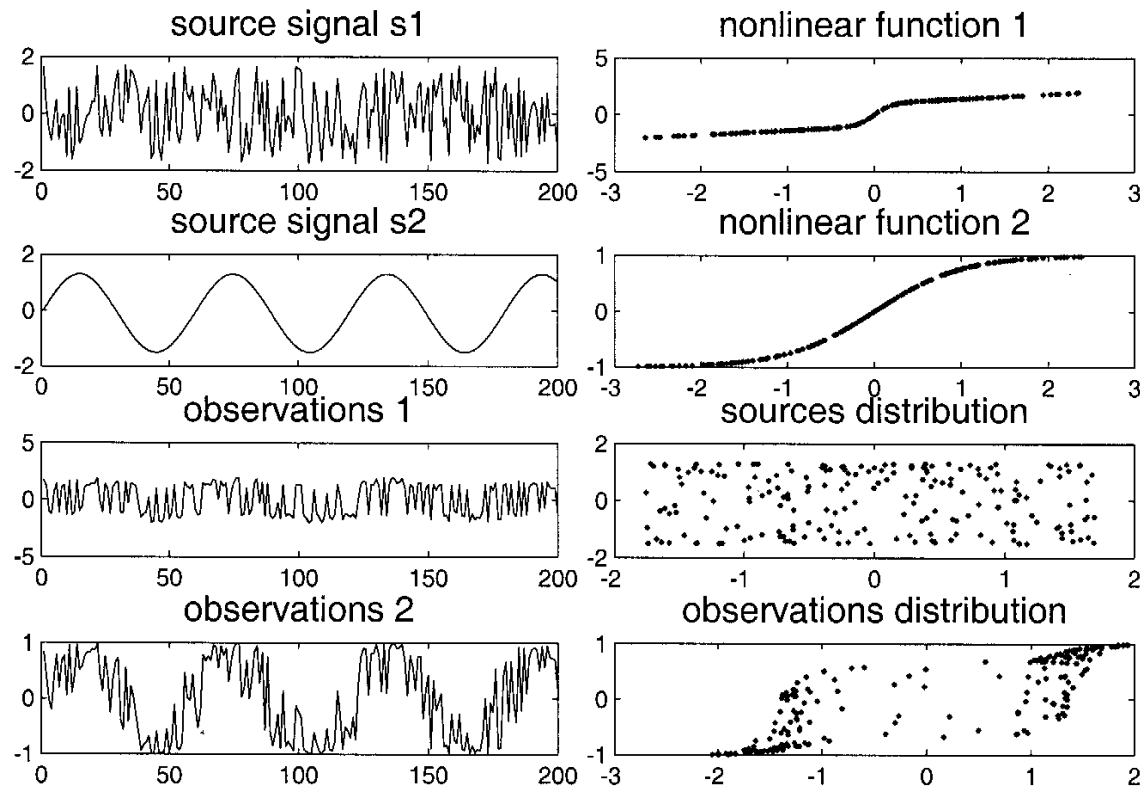 source signal s1
2
0
-2
0 50 100 150 200
nonlinear function 1
5
0
-5
-3 -2 -1 0 1 2 3
source signal s2
2
0
-2
0 50 100 150 200
nonlinear function 2
1
0
-1
-3 -2 -1 0 1 2 3
observations 1
5
0
-5
0 50 100 150 200
sources distribution
2
0
-2
-2 -1 0 1 2
observations 2
1
0
-1
0 50 100 150 200
observations distribution
1
0
-1
-3 -2 -1 0 1 2